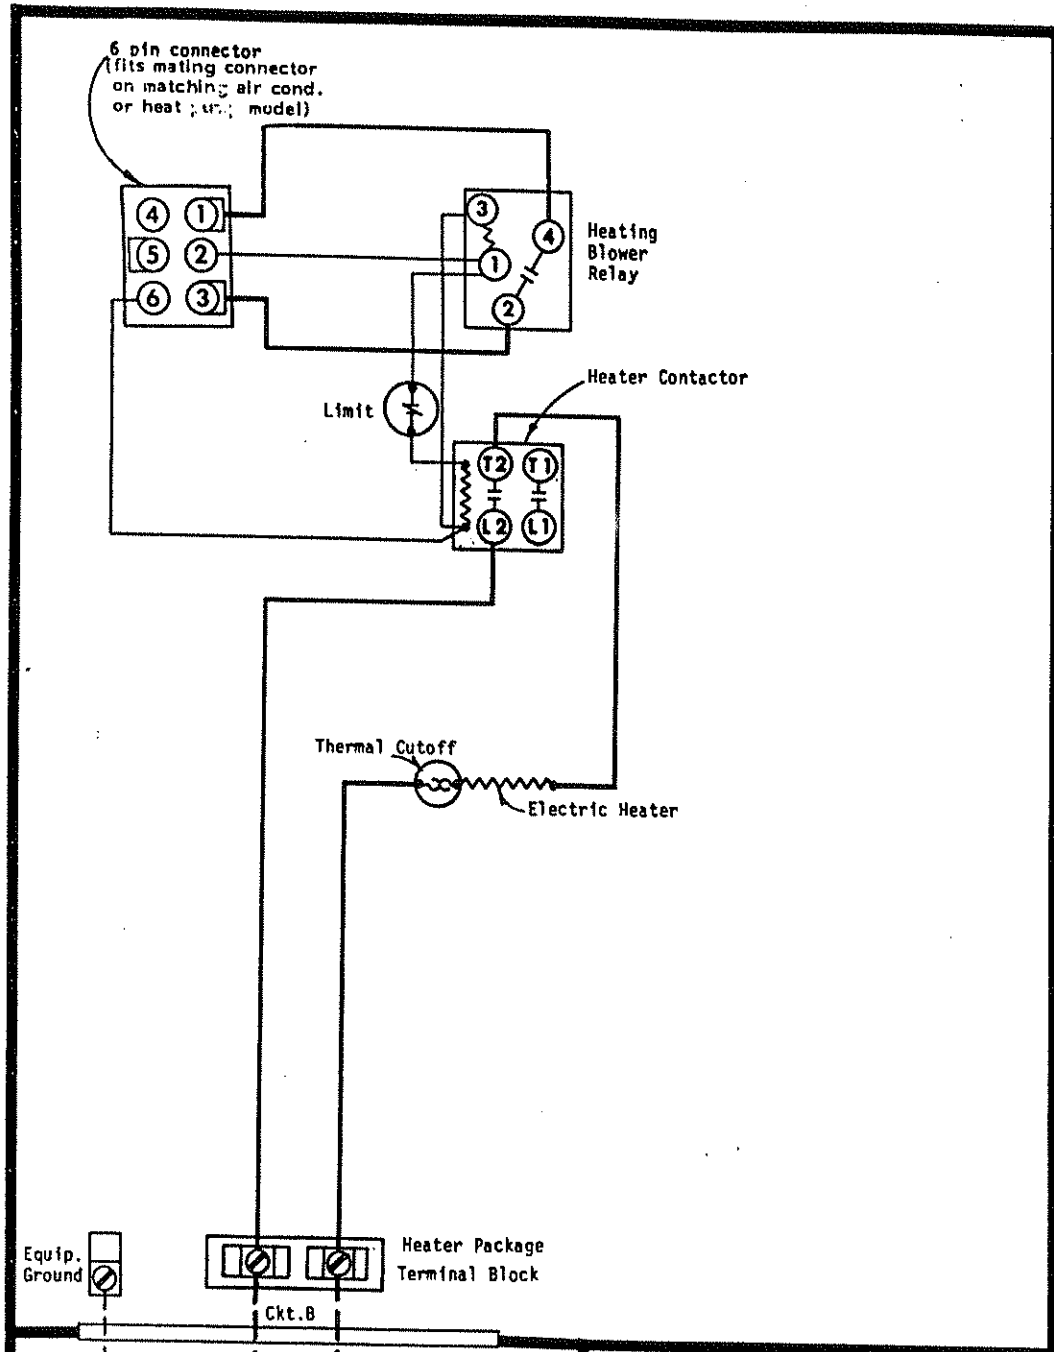 6 pin connector
(fits mating connector
on matching air cond.
or heat model)
4 1
5 2
6 3
3
4
1
2
Heating
Blower
Relay
Heater Contactor
Limit
T2 T1
L2 L1
Thermal Cutoff
Electric Heater
Equip.
Ground
Heater Package
Terminal Block
Ckt.B